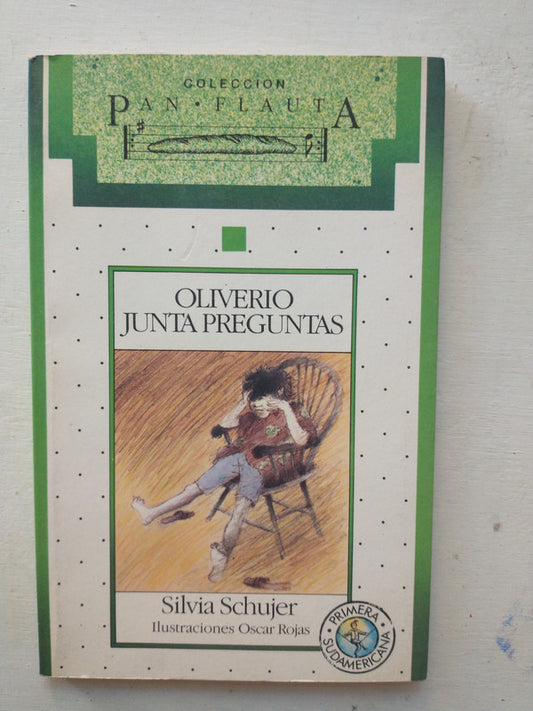 COLECCION
PAN • FLAUTA
OLIVERIO
JUNTA PREGUNTAS
Silvia Schujer
Ilustraciones Oscar Rojas
• PRIMERA •
SUDAMERICANA